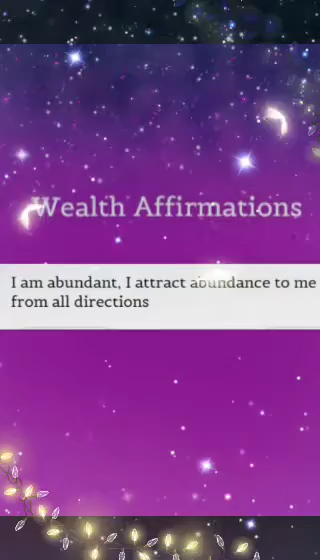 Wealth Affirmations
I am abundant, I attract abundance to me
from all directions